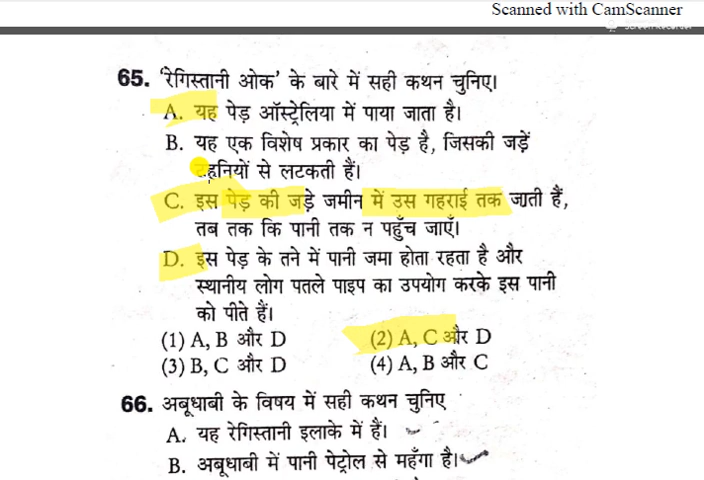 Scanned with CamScanner
65. 'रेगिस्तानी ओक' के बारे में सही कथन चुनिए।
A. यह पेड़ ऑस्ट्रेलिया में पाया जाता है।
B. यह एक विशेष प्रकार का पेड़ है, जिसकी जड़ें
टहनियों से लटकती हैं।
C. इस पेड़ की जड़े जमीन में उस गहराई तक जाती हैं,
तब तक कि पानी तक न पहुँच जाएँ।
D. इस पेड़ के तने में पानी जमा होता रहता है और
स्थानीय लोग पतले पाइप का उपयोग करके इस पानी
को पीते हैं।
(1) A, B और D (2) A, C और D
(3) B, C और D (4) A, B और C
66. अबूधाबी के विषय में सही कथन चुनिए
A. यह रेगिस्तानी इलाके में हैं।
B. अबूधाबी में पानी पेट्रोल से महँगा है।